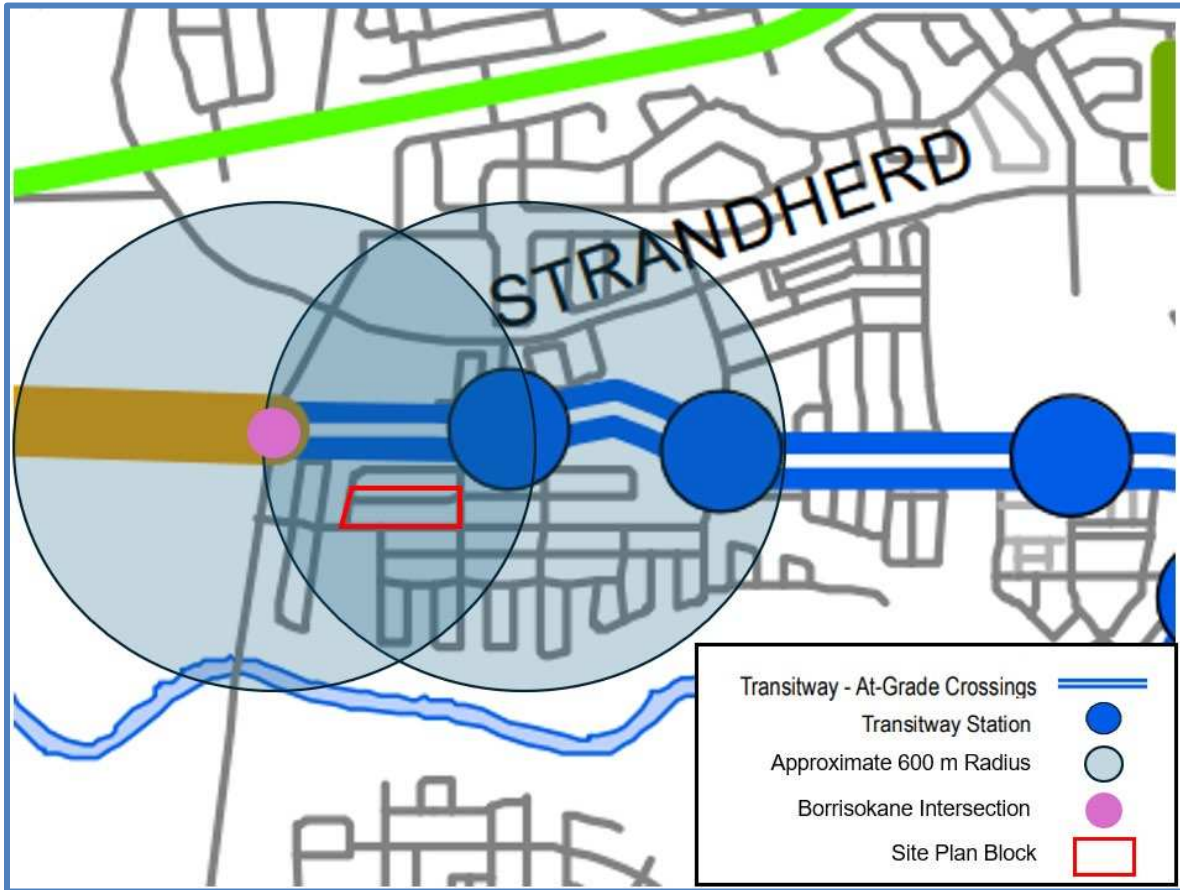 STRANDHERD
Transitway - At-Grade Crossings
Transitway Station
Approximate 600 m Radius
Borrisokane Intersection
Site Plan Block